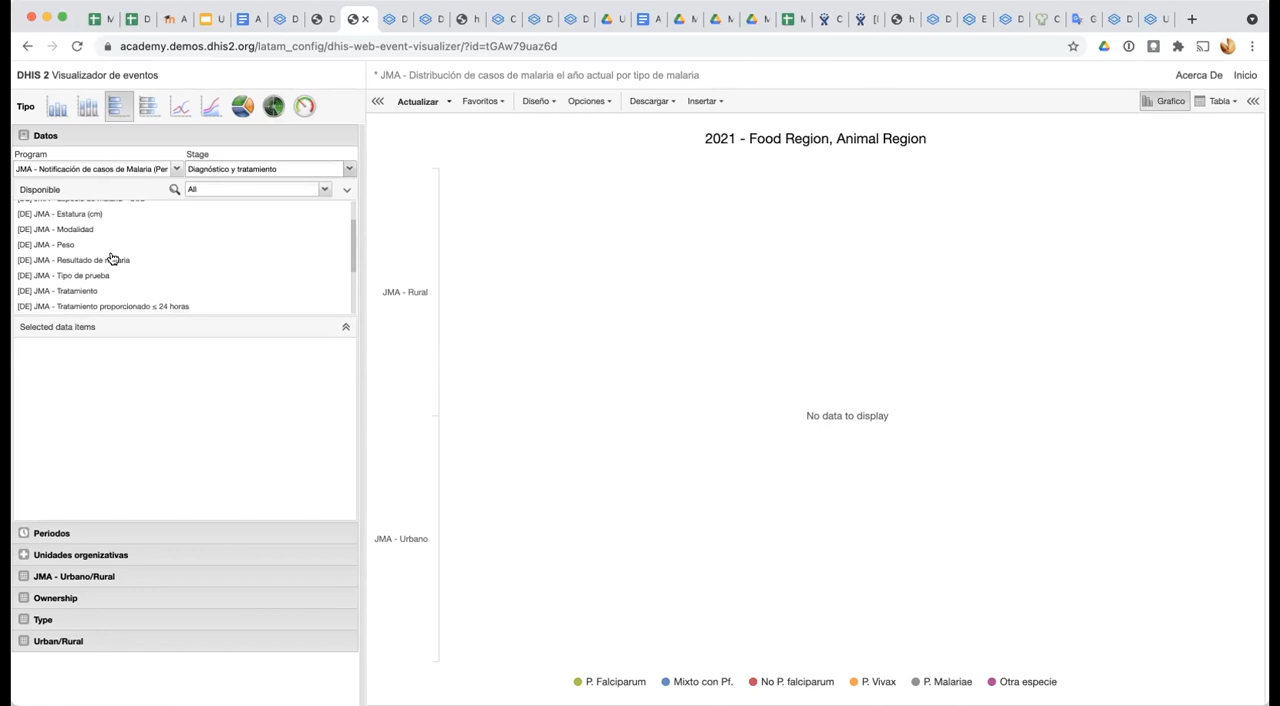 M
D
A
U
A
D
D
D
D
h
C
D
D
U
A
M
M
M
M
C
[I
h
D
E
D
C
G
D
U
academy.demos.dhis2.org/latam_config/dhis-web-event-visualizer/?id=tGAw79uaz6d
DHIS 2 Visualizador de eventos
* JMA - Distribución de casos de malaria el año actual por tipo de malaria
Acerca De
Inicio
Tipo
Actualizar
Favoritos
Diseño
Opciones
Descargar
Insertar
Grafico
Tabla
Datos
Program
Stage
JMA - Notificación de casos de Malaria (Per
Diagnóstico y tratamiento
Disponible
All
[DE] JMA - Estatura (cm)
[DE] JMA - Modalidad
[DE] JMA - Peso
[DE] JMA - Resultado de
[DE] JMA - Tipo de prueba
[DE] JMA - Tratamiento
[DE] JMA - Tratamiento proporcionado ≤ 24 horas
Selected data items
Periodos
Unidades organizativas
JMA - Urbano/Rural
Ownership
Type
Urban/Rural
2021 - Food Region, Animal Region
JMA - Rural
No data to display
JMA - Urbano
P. Falciparum
Mixto con Pf.
No P. falciparum
P. Vivax
P. Malariae
Otra especie